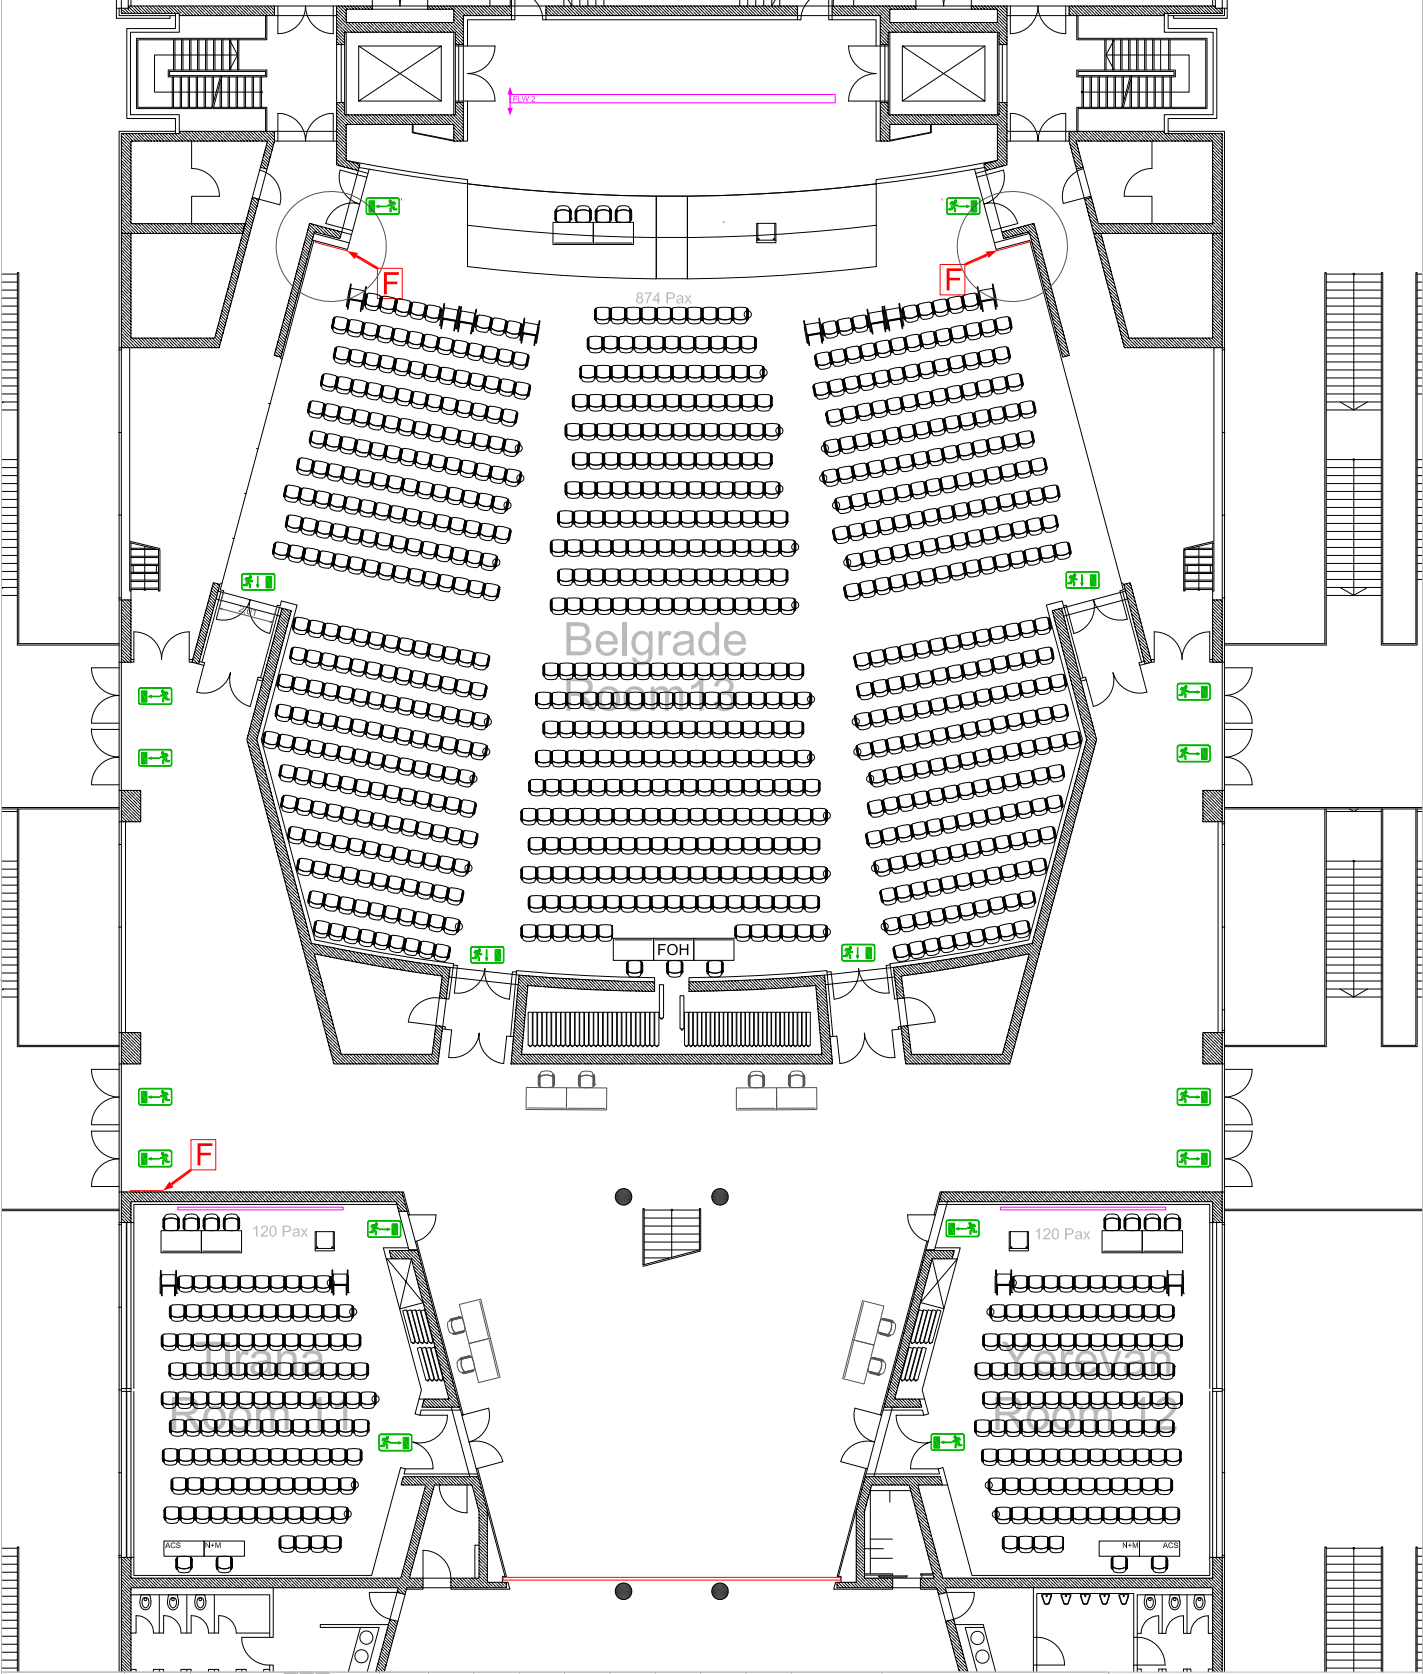 FLW 2
F
F
874 Pax
Belgrade
Room13
FOH
F
120 Pax
120 Pax
Tirana
Room 11
Yerevan
Room 12
ACS
N+M
N+M
ACS